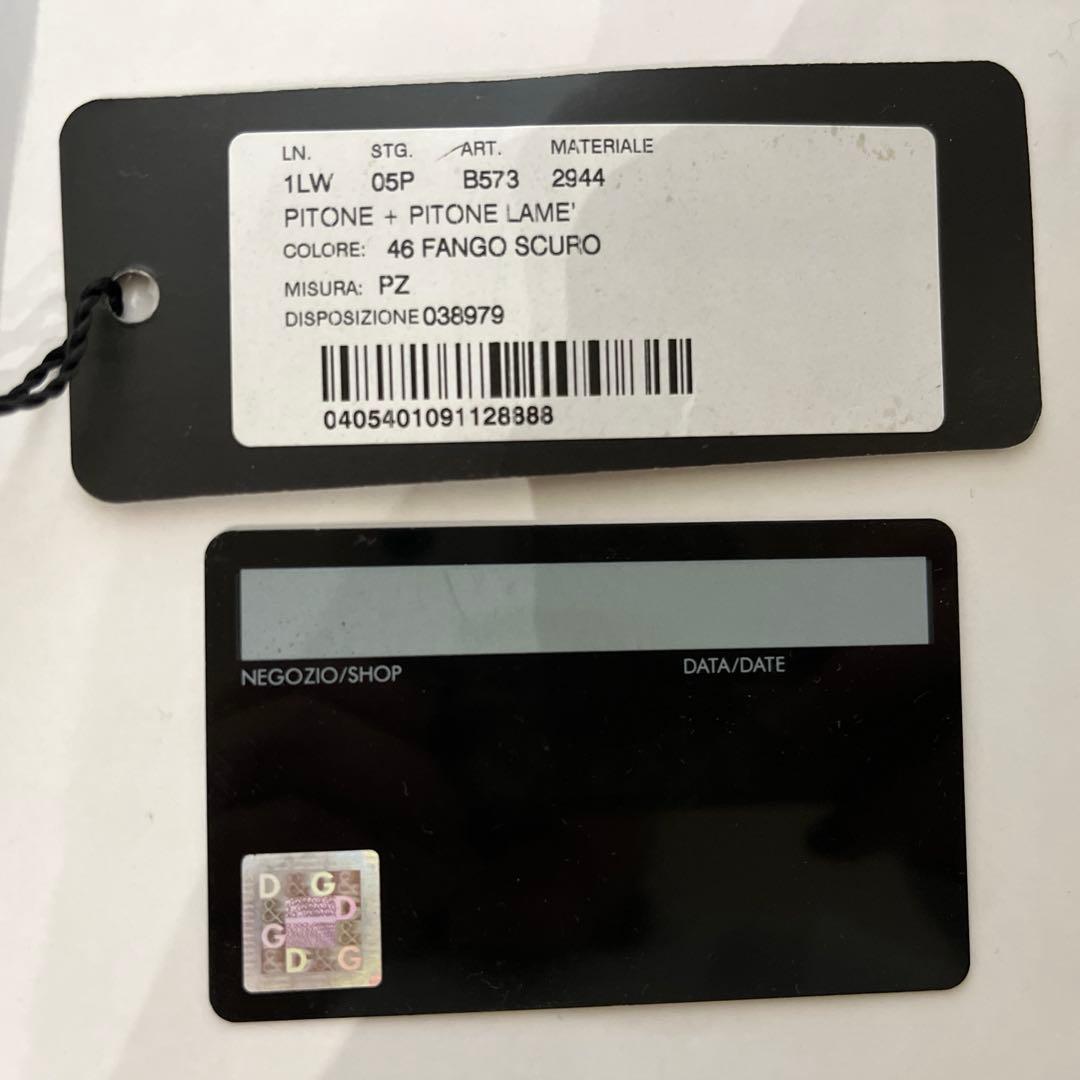 LN. STG. ART. MATERIALE
1LW 05P B573 2944
PITONE + PITONE LAME'
COLORE: 46 FANGO SCURO
MISURA: PZ
DISPOSIZIONE 038979
0405401091128888
NEGOZIO/SHOP DATA/DATE
D & G &
& D
G &
& D & G